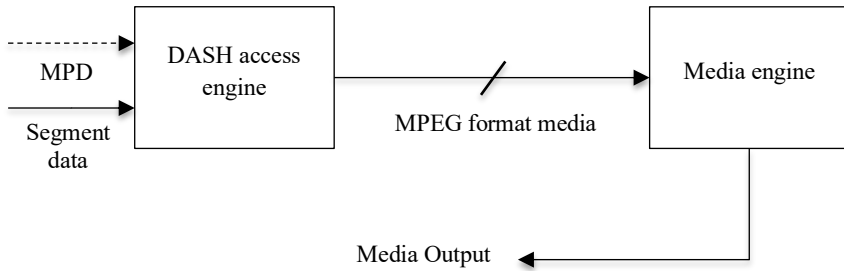 MPD
Segment
data
DASH access
engine
MPEG format media
Media engine
Media Output